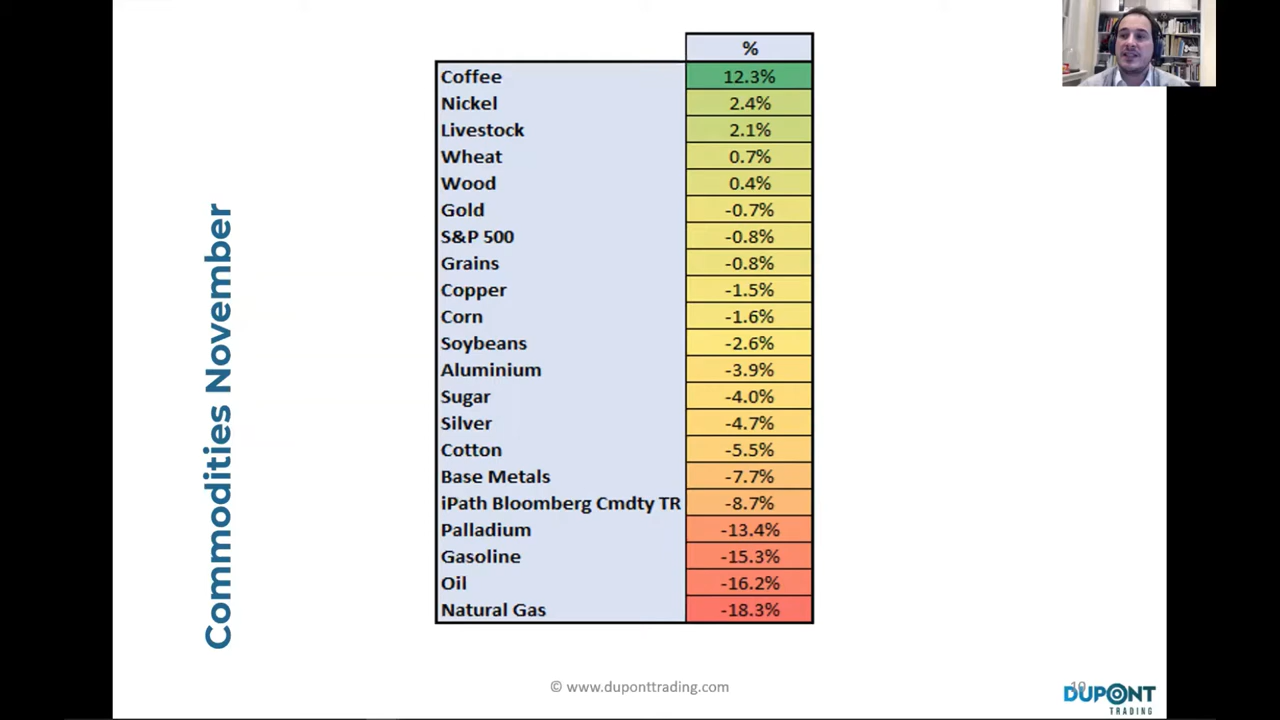 %
Coffee 12.3%
Nickel 2.4%
Livestock 2.1%
Wheat 0.7%
Wood 0.4%
Gold -0.7%
S&P 500 -0.8%
Grains -0.8%
Copper -1.5%
Corn -1.6%
Soybeans -2.6%
Aluminium -3.9%
Sugar -4.0%
Silver -4.7%
Cotton -5.5%
Base Metals -7.7%
iPath Bloomberg Cmdty TR -8.7%
Palladium -13.4%
Gasoline -15.3%
Oil -16.2%
Natural Gas -18.3%
Commodities November
© www.duponttrading.com
DUPONT
TRADING